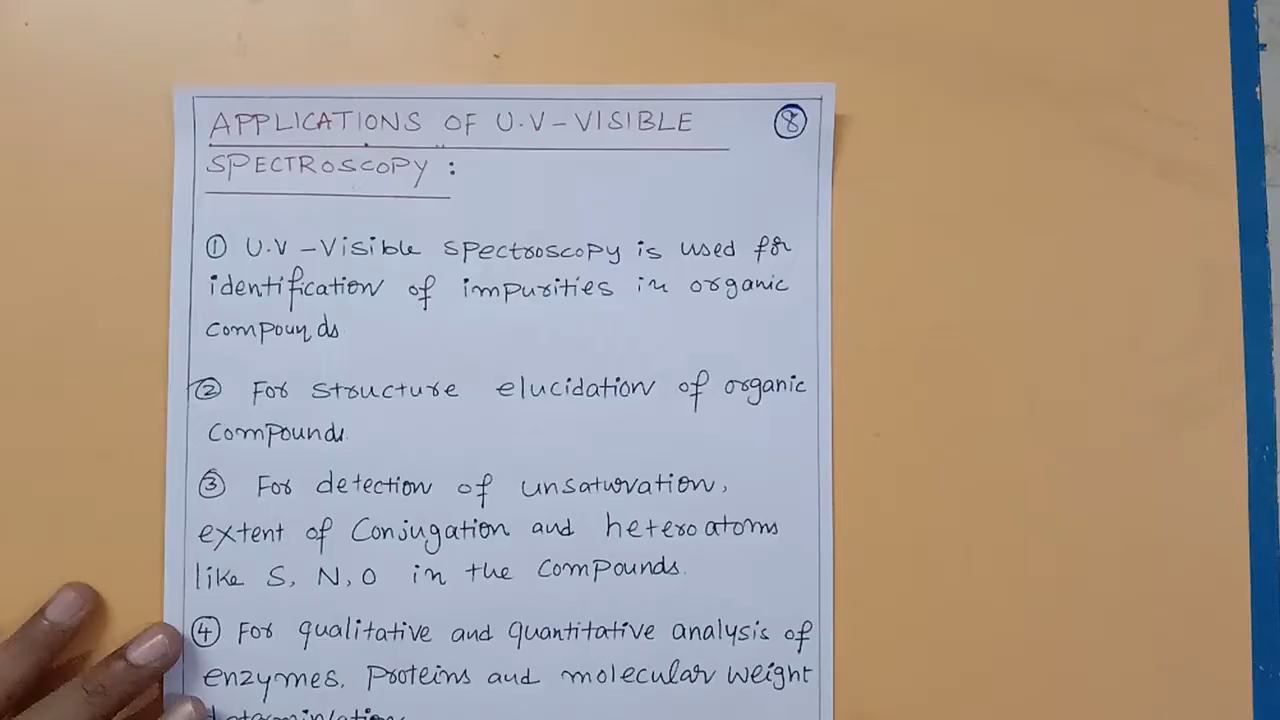 APPLICATIONS OF U.V-VISIBLE
SPECTROSCOPY :
8
① U.V-Visible spectroscopy is used for
identification of impurities in organic
compounds
② For structure elucidation of organic
compounds.
③ For detection of unsaturation,
extent of Conjugation and heteroatoms
like S, N, O in the compounds.
④ For qualitative and quantitative analysis of
enzymes, Proteins and molecular weight